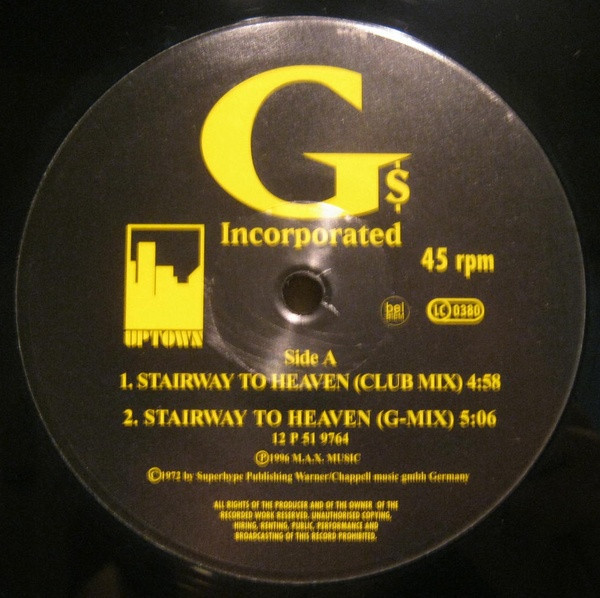 G$
Incorporated
45 rpm
UPTOWN
bel
BIEM
LC 0380
Side A
1. STAIRWAY TO HEAVEN (CLUB MIX) 4:58
2. STAIRWAY TO HEAVEN (G-MIX) 5:06
12 P 51 9764
Ⓟ1996 M.A.X. MUSIC
©1972 by Superhype Publishing Warner/Chappell music gmbh Germany
ALL RIGHTS OF THE PRODUCER AND OF THE OWNER OF THE
RECORDED WORK RESERVED. UNAUTHORISED COPYING,
HIRING, RENTING, PUBLIC, PERFORMANCE AND
BROADCASTING OF THIS RECORD PROHIBITED.